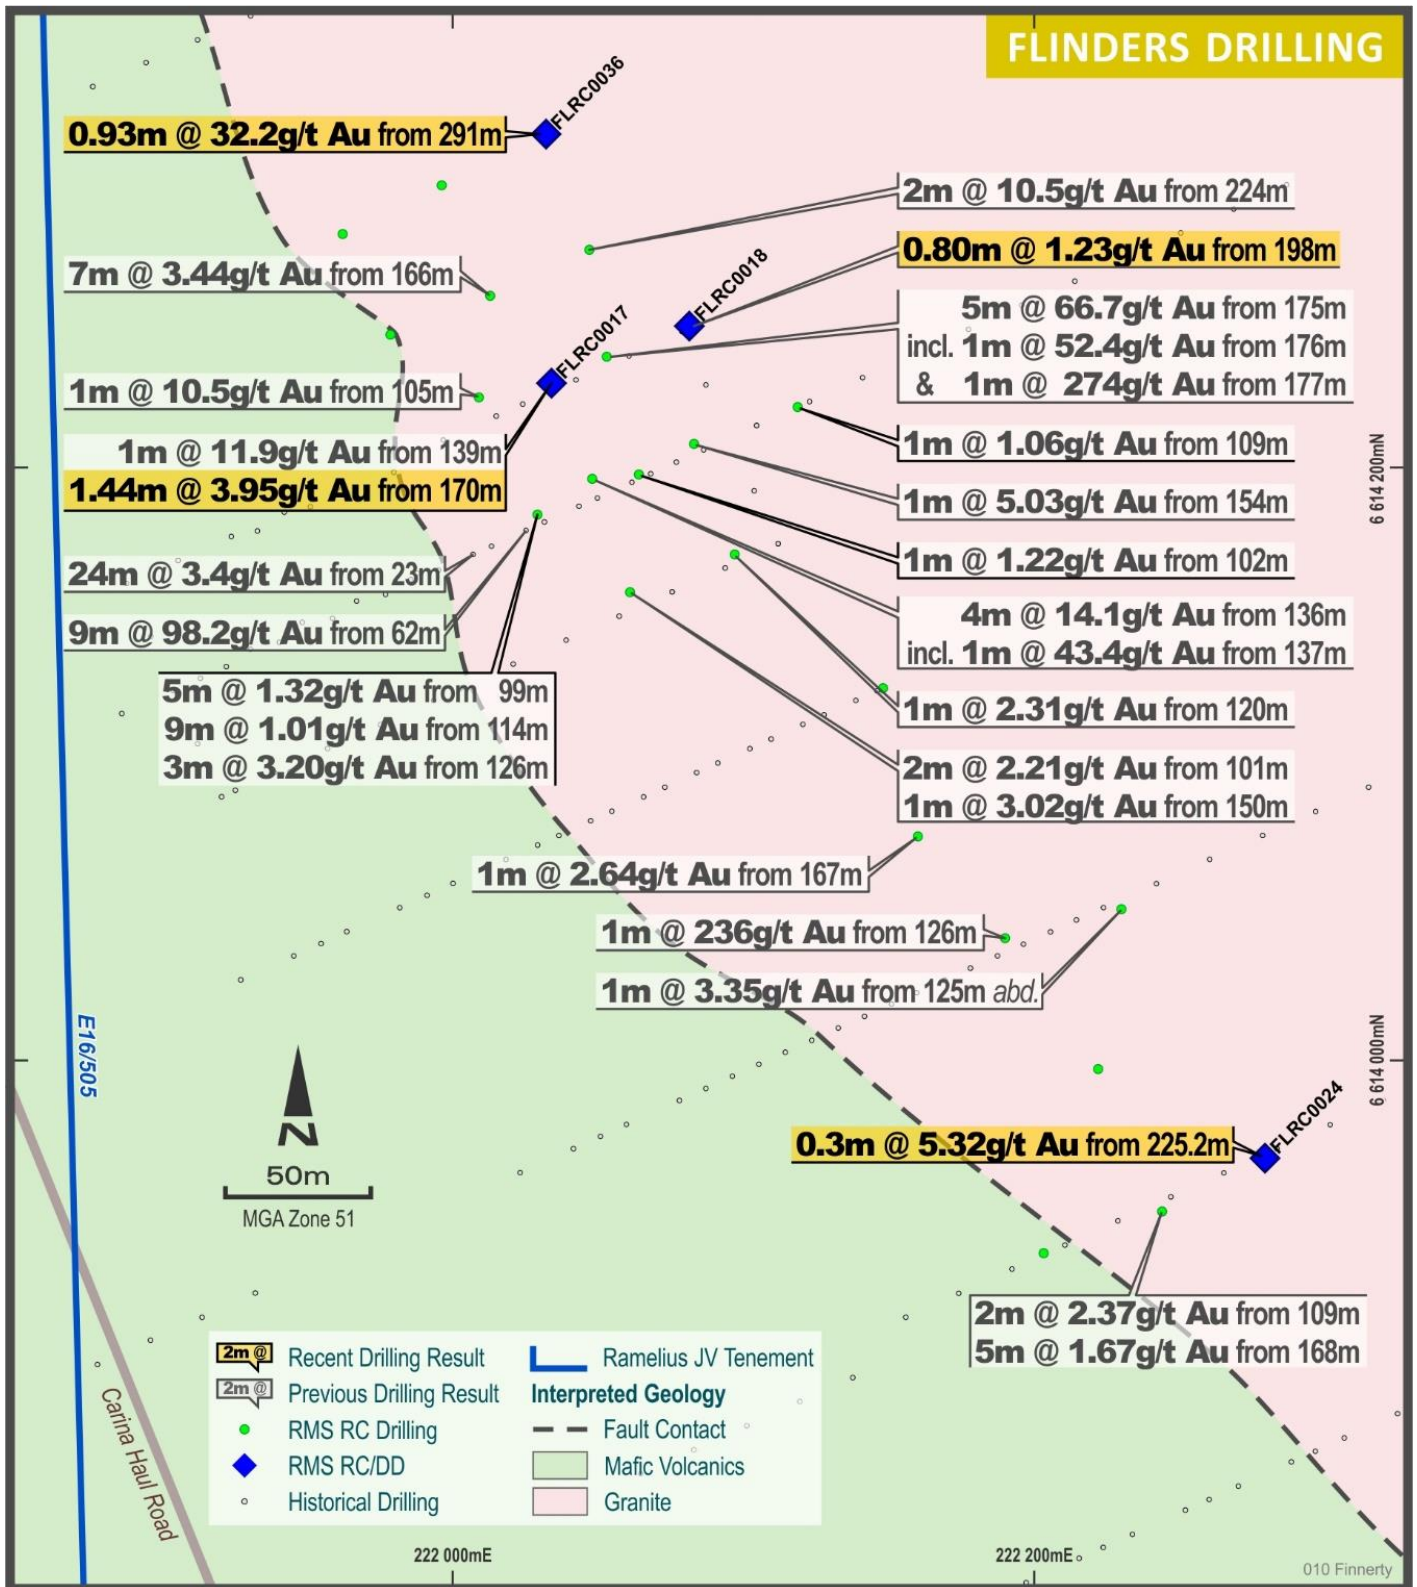 FLINDERS DRILLING
FLRC0036
0.93m @ 32.2g/t Au from 291m
2m @ 10.5g/t Au from 224m
FLRC0018
0.80m @ 1.23g/t Au from 198m
7m @ 3.44g/t Au from 166m
5m @ 66.7g/t Au from 175m
incl. 1m @ 52.4g/t Au from 176m
& 1m @ 274g/t Au from 177m
FLRC0017
1m @ 10.5g/t Au from 105m
1m @ 11.9g/t Au from 139m
1.44m @ 3.95g/t Au from 170m
1m @ 1.06g/t Au from 109m
6 614 200mN
1m @ 5.03g/t Au from 154m
1m @ 1.22g/t Au from 102m
24m @ 3.4g/t Au from 23m
9m @ 98.2g/t Au from 62m
4m @ 14.1g/t Au from 136m
incl. 1m @ 43.4g/t Au from 137m
5m @ 1.32g/t Au from 99m
9m @ 1.01g/t Au from 114m
3m @ 3.20g/t Au from 126m
1m @ 2.31g/t Au from 120m
2m @ 2.21g/t Au from 101m
1m @ 3.02g/t Au from 150m
1m @ 2.64g/t Au from 167m
1m @ 236g/t Au from 126m
1m @ 3.35g/t Au from 125m abd.
E16/505
6 614 000mN
N
50m
MGA Zone 51
FLRC0024
0.3m @ 5.32g/t Au from 225.2m
2m @ 2.37g/t Au from 109m
5m @ 1.67g/t Au from 168m
Carina Haul Road
2m @ Recent Drilling Result
2m @ Previous Drilling Result
RMS RC Drilling
RMS RC/DD
Historical Drilling
Ramelius JV Tenement
Interpreted Geology
Fault Contact
Mafic Volcanics
Granite
222 000mE
222 200mE
010 Finnerty